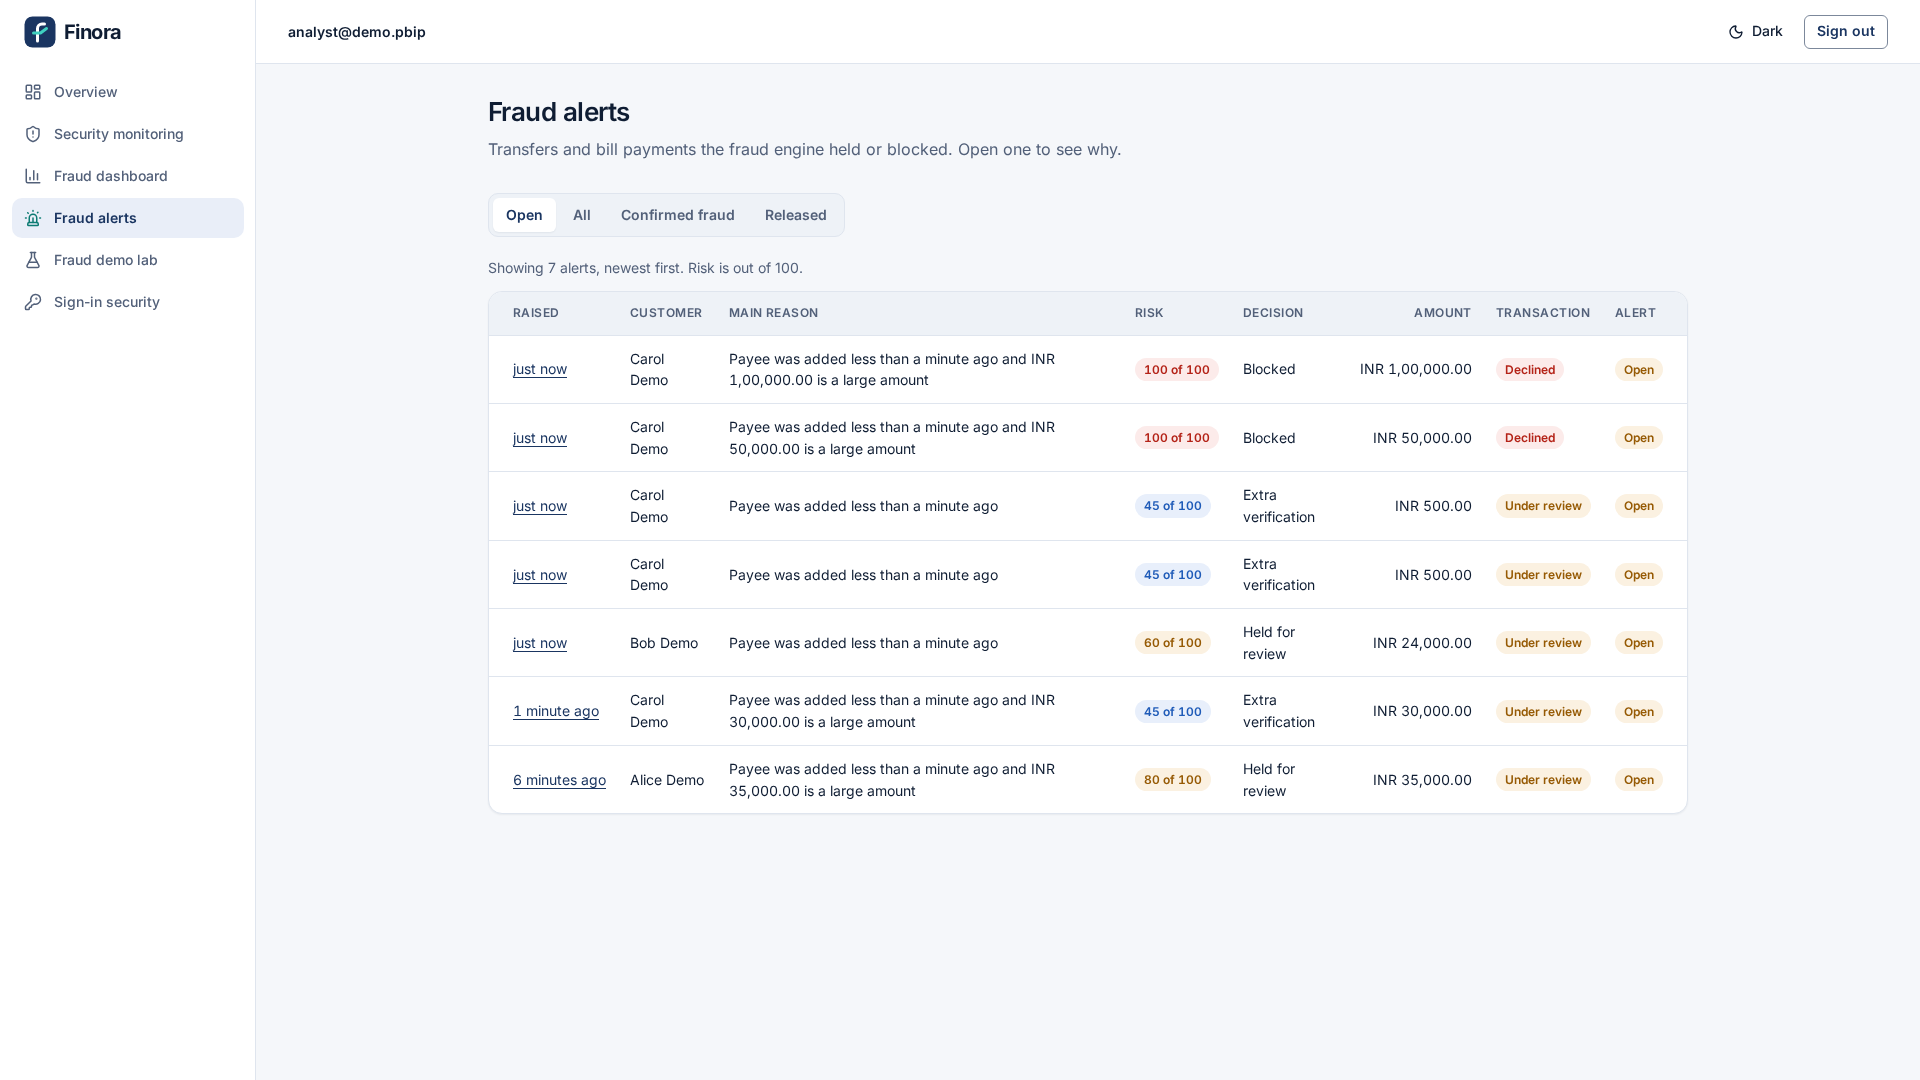 Finora
analyst@demo.pbip
Dark
Sign out
Overview
Security monitoring
Fraud dashboard
Fraud alerts
Fraud demo lab
Sign-in security
Fraud alerts
Transfers and bill payments the fraud engine held or blocked. Open one to see why.
Open All Confirmed fraud Released
Showing 7 alerts, newest first. Risk is out of 100.
RAISED CUSTOMER MAIN REASON RISK DECISION AMOUNT TRANSACTION ALERT
just now Carol Demo Payee was added less than a minute ago and INR 1,00,000.00 is a large amount 100 of 100 Blocked INR 1,00,000.00 Declined Open
just now Carol Demo Payee was added less than a minute ago and INR 50,000.00 is a large amount 100 of 100 Blocked INR 50,000.00 Declined Open
just now Carol Demo Payee was added less than a minute ago 45 of 100 Extra verification INR 500.00 Under review Open
just now Carol Demo Payee was added less than a minute ago 45 of 100 Extra verification INR 500.00 Under review Open
just now Bob Demo Payee was added less than a minute ago 60 of 100 Held for review INR 24,000.00 Under review Open
1 minute ago Carol Demo Payee was added less than a minute ago and INR 30,000.00 is a large amount 45 of 100 Extra verification INR 30,000.00 Under review Open
6 minutes ago Alice Demo Payee was added less than a minute ago and INR 35,000.00 is a large amount 80 of 100 Held for review INR 35,000.00 Under review Open